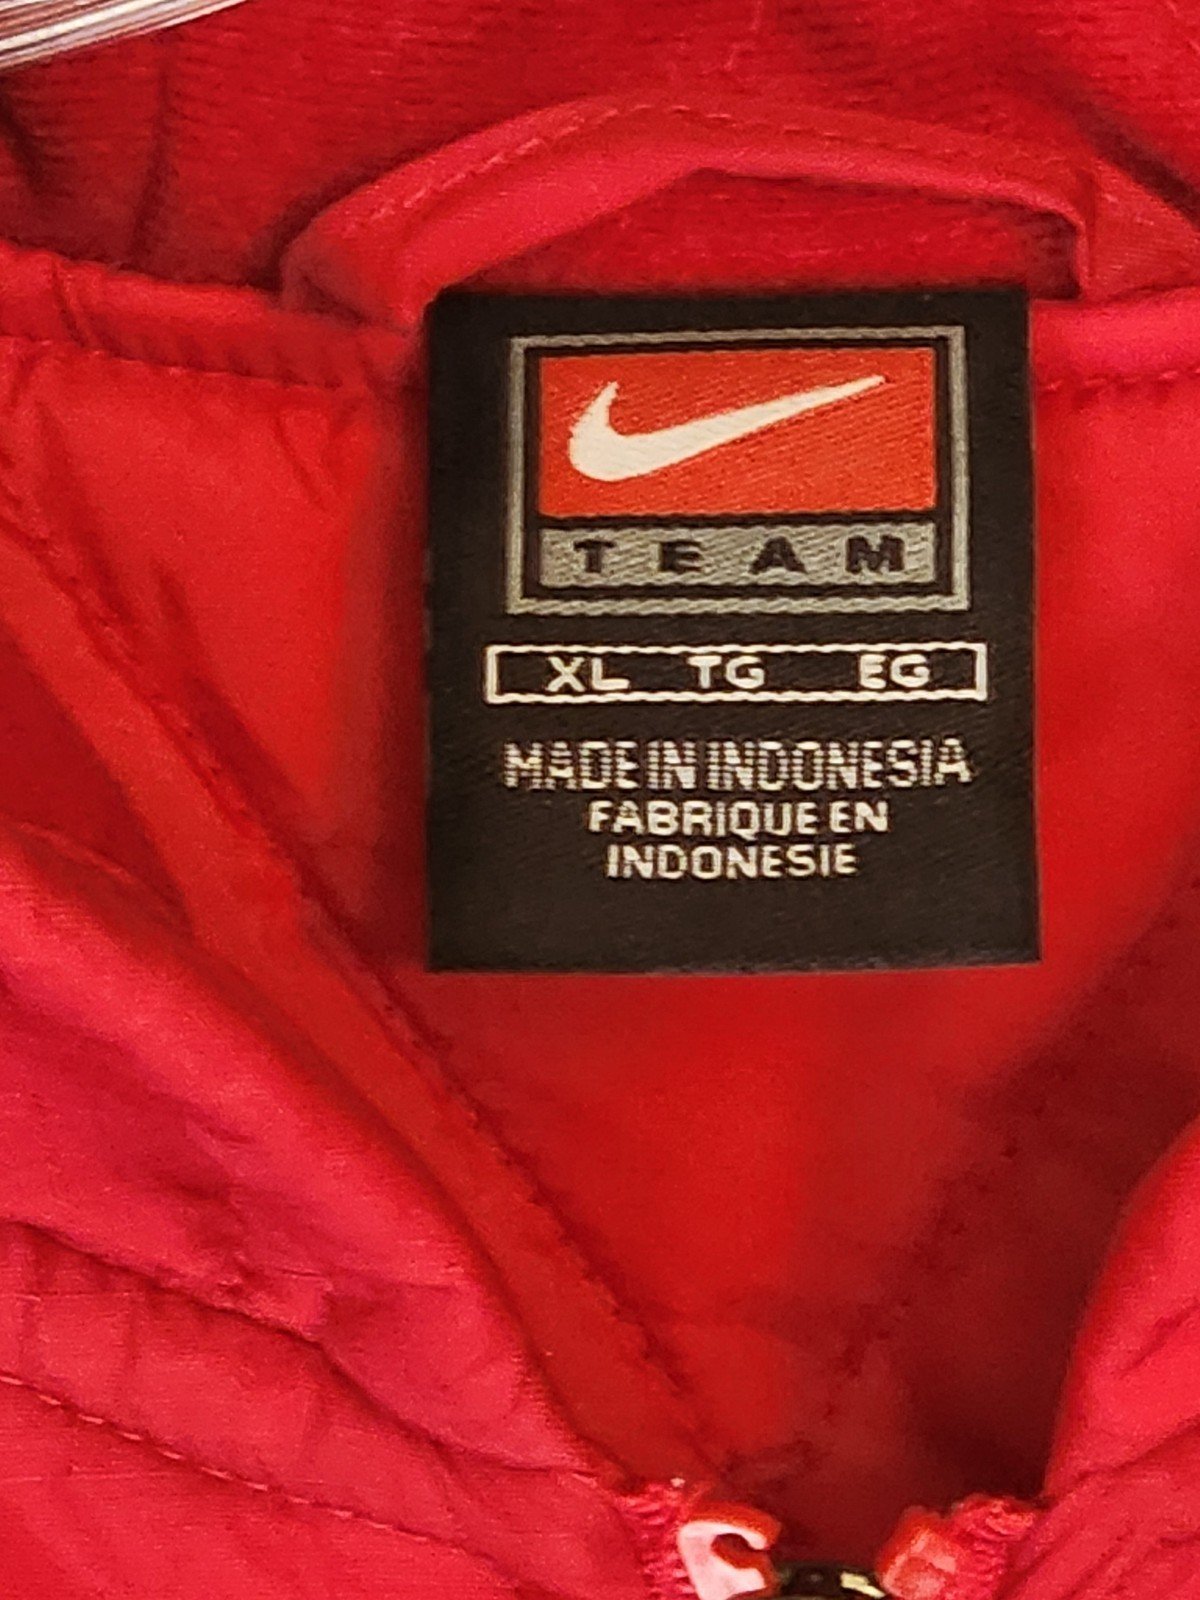 TEAM
XL TG EG
MADE IN INDONESIA
FABRIQUE EN
INDONESIE